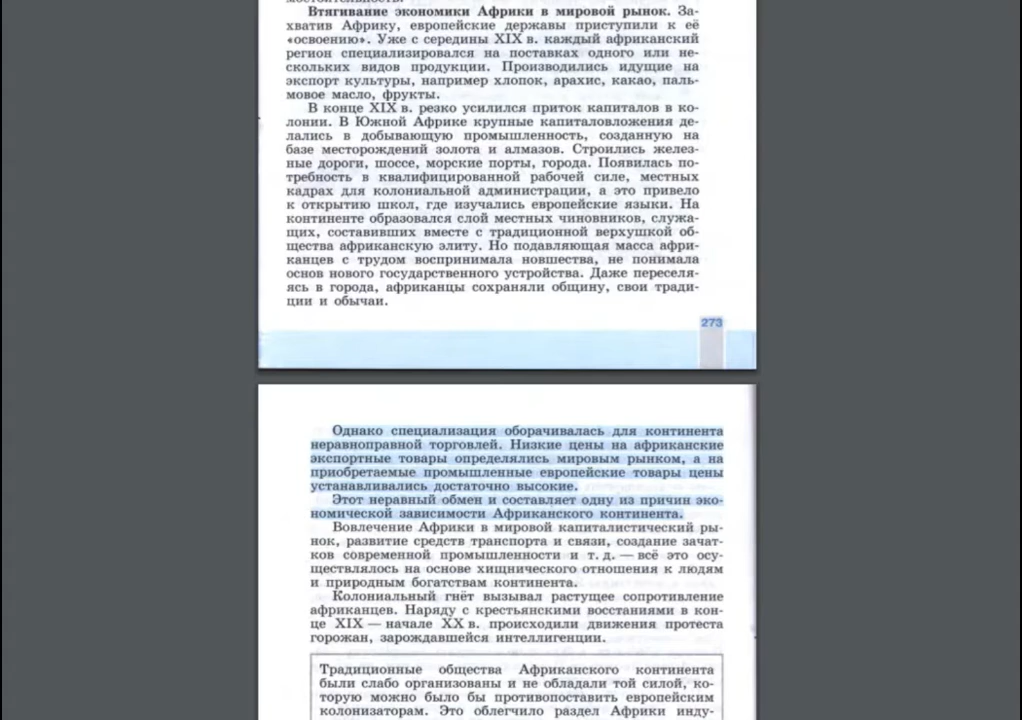 Втягивание экономики Африки в мировой рынок. За-
хватив Африку, европейские державы приступили к её
«освоению». Уже с середины XIX в. каждый африканский
регион специализировался на поставках одного или не-
скольких видов продукции. Производились идущие на
экспорт культуры, например хлопок, арахис, какао, паль-
мовое масло, фрукты.
В конце XIX в. резко усилился приток капиталов в ко-
лонии. В Южной Африке крупные капиталовложения де-
лались в добывающую промышленность, созданную на
базе месторождений золота и алмазов. Строились желез-
ные дороги, шоссе, морские порты, города. Появилась по-
требность в квалифицированной рабочей силе, местных
кадрах для колониальной администрации, а это привело
к открытию школ, где изучались европейские языки. На
континенте образовался слой местных чиновников, служа-
щих, составивших вместе с традиционной верхушкой об-
щества африканскую элиту. Но подавляющая масса афри-
канцев с трудом воспринимала новшества, не понимала
основ нового государственного устройства. Даже переселя-
ясь в города, африканцы сохраняли общину, свои тради-
ции и обычаи.
273
Однако специализация оборачивалась для континента
неравноправной торговлей. Низкие цены на африканские
экспортные товары определялись мировым рынком, а на
приобретаемые промышленные европейские товары цены
устанавливались достаточно высокие.
Этот неравный обмен и составляет одну из причин эко-
номической зависимости Африканского континента.
Вовлечение Африки в мировой капиталистический ры-
нок, развитие средств транспорта и связи, создание зачат-
ков современной промышленности и т. д. — всё это осу-
ществлялось на основе хищнического отношения к людям
и природным богатствам континента.
Колониальный гнёт вызывал растущее сопротивление
африканцев. Наряду с крестьянскими восстаниями в кон-
це XIX — начале XX в. происходили движения протеста
горожан, зарождавшейся интеллигенции.
Традиционные общества Африканского континента
были слабо организованы и не обладали той силой, ко-
торую можно было бы противопоставить европейским
колонизаторам. Это облегчило раздел Африки инду-